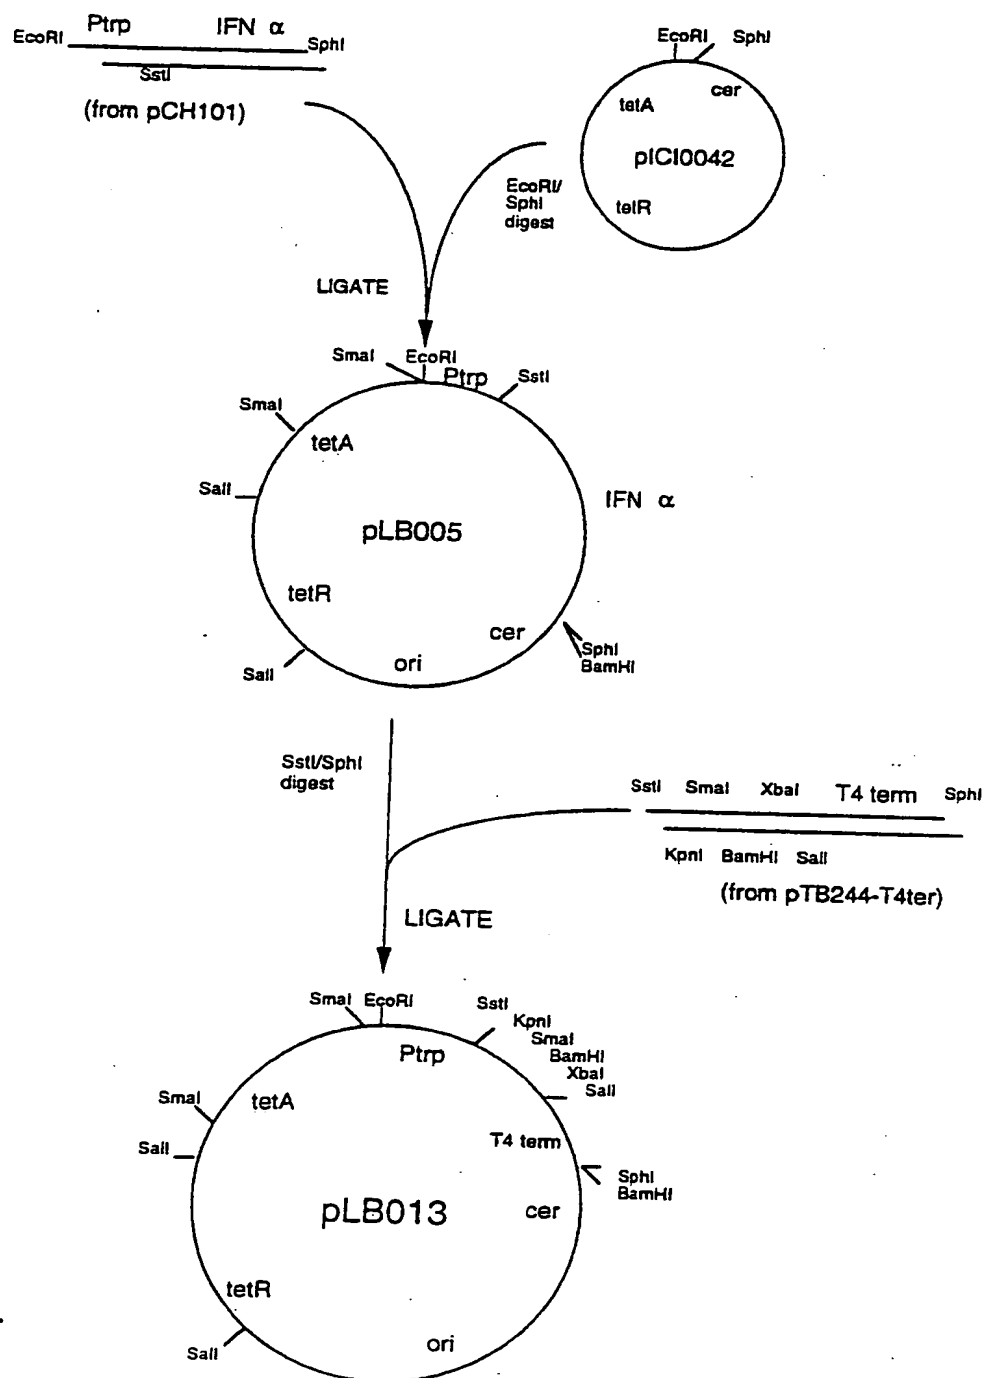 EcoRI Ptrp IFN α SphI
SstI
(from pCH101)
EcoRI SphI
tetA cer
pICI0042
tetR
EcoRI/
SphI
digest
LIGATE
SmaI EcoRI Ptrp SstI
SmaI
tetA
SalI
IFN α
pLB005
tetR
cer
SphI
BamHI
SalI
ori
SstI/SphI
digest
SstI SmaI XbaI T4 term SphI
KpnI BamHI SalI
(from pTB244-T4ter)
LIGATE
SmaI EcoRI SstI
KpnI
SmaI
BamHI
XbaI
SalI
Ptrp
SmaI
tetA
T4 term
SalI
SphI
BamHI
pLB013
cer
tetR
SalI
ori